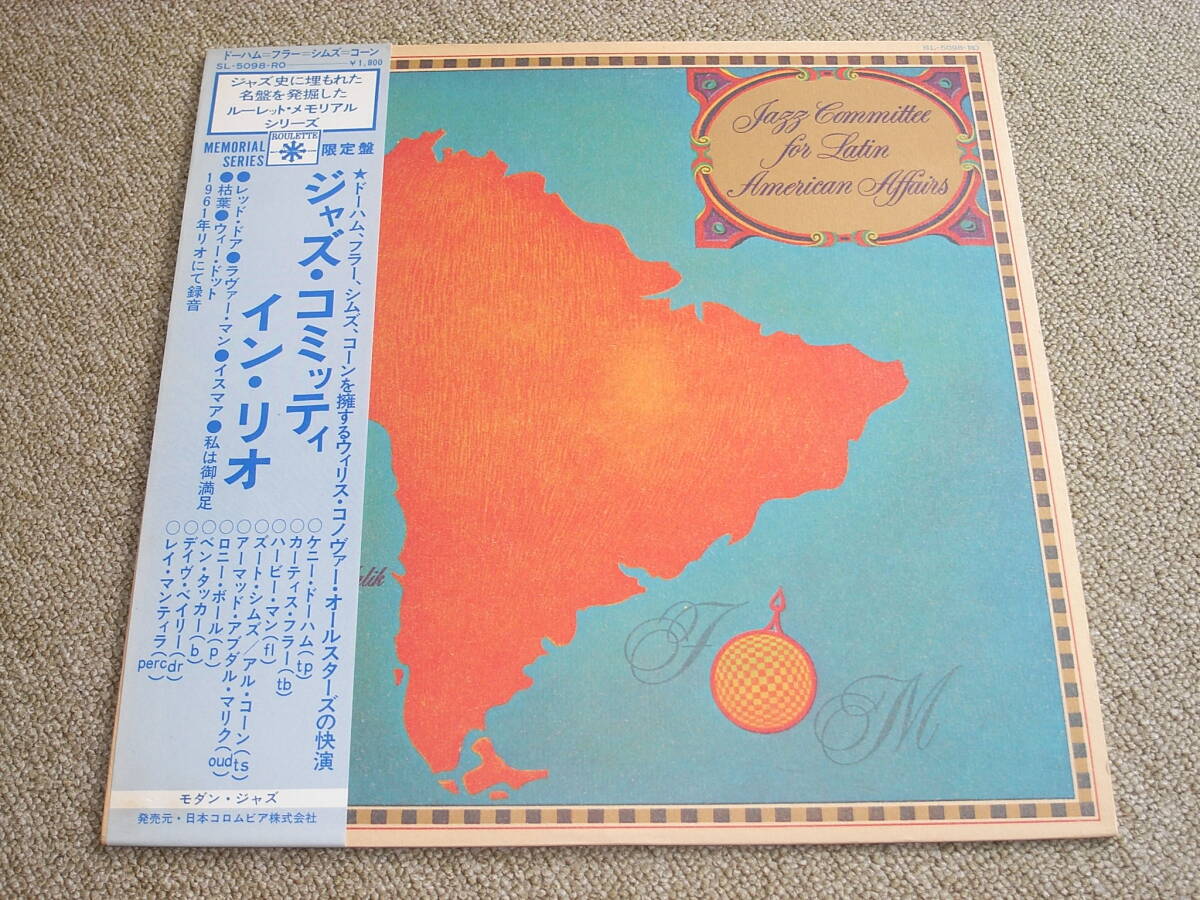 ドーハム=フラー=シムズ=コーン
SL-5098-RO
¥1,800
ジャズ史に埋もれた
名盤を発掘した
ルーレット・メモリアル
シリーズ
MEMORIAL
SERIES
ROULETTE
限定盤
★ドーハム、フラー、シムズ、コーンを擁するウィリス・コノヴァー・オールスターズの快演
ジャズ・コミッティ
イン・リオ
●レッド・ドア●ラヴァー・マン●イスマア●私は御満足
●枯葉●ウィー・ドット
1961年リオにて録音
○ケニー・ドーハム(tp)
○カーティス・フラー(tb)
○ハービー・マン(fl)
○ズート・シムズ/アル・コーン(ts)
○アーマッド・アブダル・マリク(oud)
○ロニー・ボール(p)
○ベン・タッカー(b)
○デイヴ・ベイリー(dr)
○レイ・マンティラ(perc)
モダン・ジャズ
発売元・日本コロムビア株式会社
SL-5098-RO
Jazz Committee
for Latin
American Affairs
J M